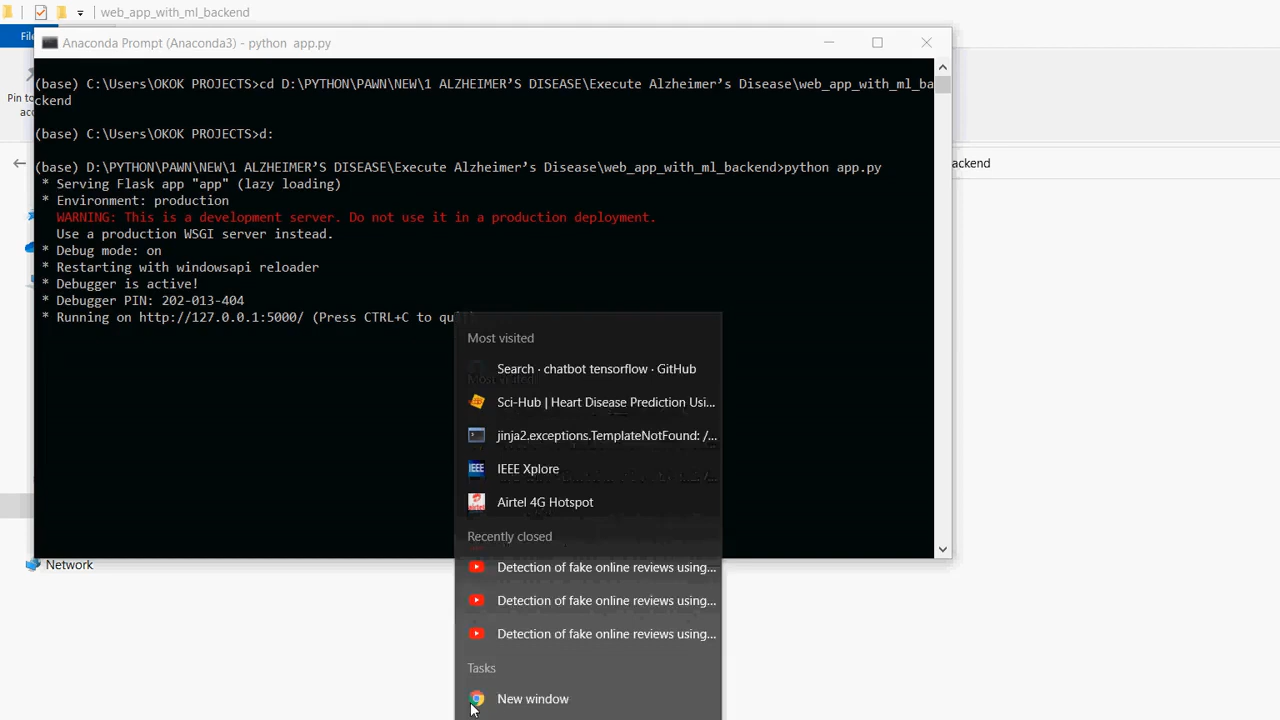 web_app_with_ml_backend
File
Anaconda Prompt (Anaconda3) - python  app.py
Pin to
acc
(base) C:\Users\OKOK PROJECTS>cd D:\PYTHON\PAWN\NEW\1 ALZHEIMER’S DISEASE\Execute Alzheimer’s Disease\web_app_with_ml_ba
ckend
(base) C:\Users\OKOK PROJECTS>d:
(base) D:\PYTHON\PAWN\NEW\1 ALZHEIMER’S DISEASE\Execute Alzheimer’s Disease\web_app_with_ml_backend>python app.py
ackend
* Serving Flask app "app" (lazy loading)
* Environment: production
WARNING: This is a development server. Do not use it in a production deployment.
Use a production WSGI server instead.
* Debug mode: on
* Restarting with windowsapi reloader
* Debugger is active!
* Debugger PIN: 202-013-404
* Running on http://127.0.0.1:5000/ (Press CTRL+C to quit)
Most visited
Search · chatbot tensorflow · GitHub
Sci-Hub | Heart Disease Prediction Usi...
jinja2.exceptions.TemplateNotFound: /...
IEEE IEEE Xplore
Airtel 4G Hotspot
Recently closed
Detection of fake online reviews using...
Detection of fake online reviews using...
Detection of fake online reviews using...
Tasks
New window
Network